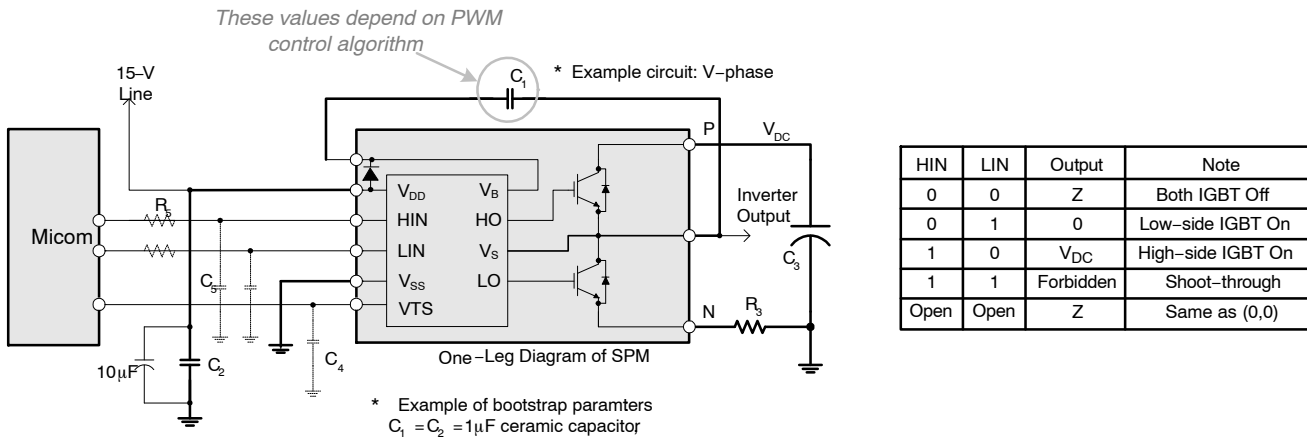 These values depend on PWM
control algorithm
15–V
Line
C1
* Example circuit: V–phase
P
VDC
Micom
R5
VDD
VB
HIN
HO
LIN
VS
VSS
LO
VTS
Inverter
Output
C3
C5
N
R3
10μF
C2
C4
One–Leg Diagram of SPM
* Example of bootstrap paramters
C1 = C2 = 1μF ceramic capacitor,
HIN LIN Output Note
0 0 Z Both IGBT Off
0 1 0 Low–side IGBT On
1 0 VDC High–side IGBT On
1 1 Forbidden Shoot–through
Open Open Z Same as (0,0)